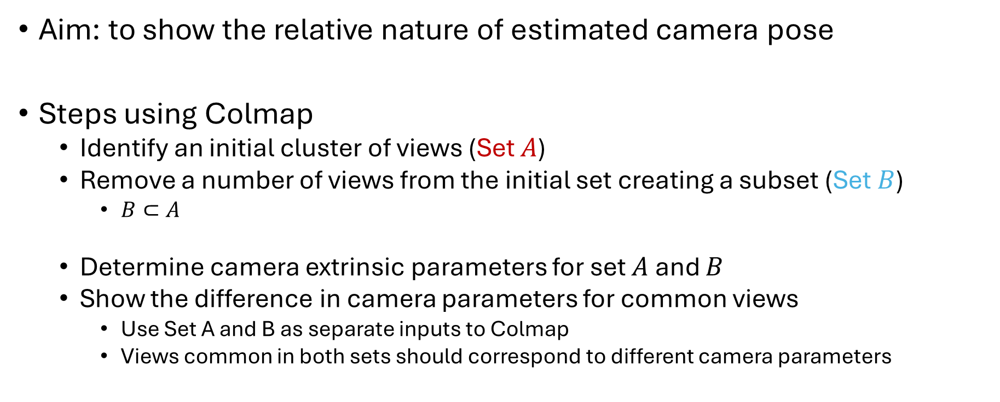 • Aim: to show the relative nature of estimated camera pose
• Steps using Colmap
• Identify an initial cluster of views (Set A)
• Remove a number of views from the initial set creating a subset (Set B)
• B ⊂ A
• Determine camera extrinsic parameters for set A and B
• Show the difference in camera parameters for common views
• Use Set A and B as separate inputs to Colmap
• Views common in both sets should correspond to different camera parameters